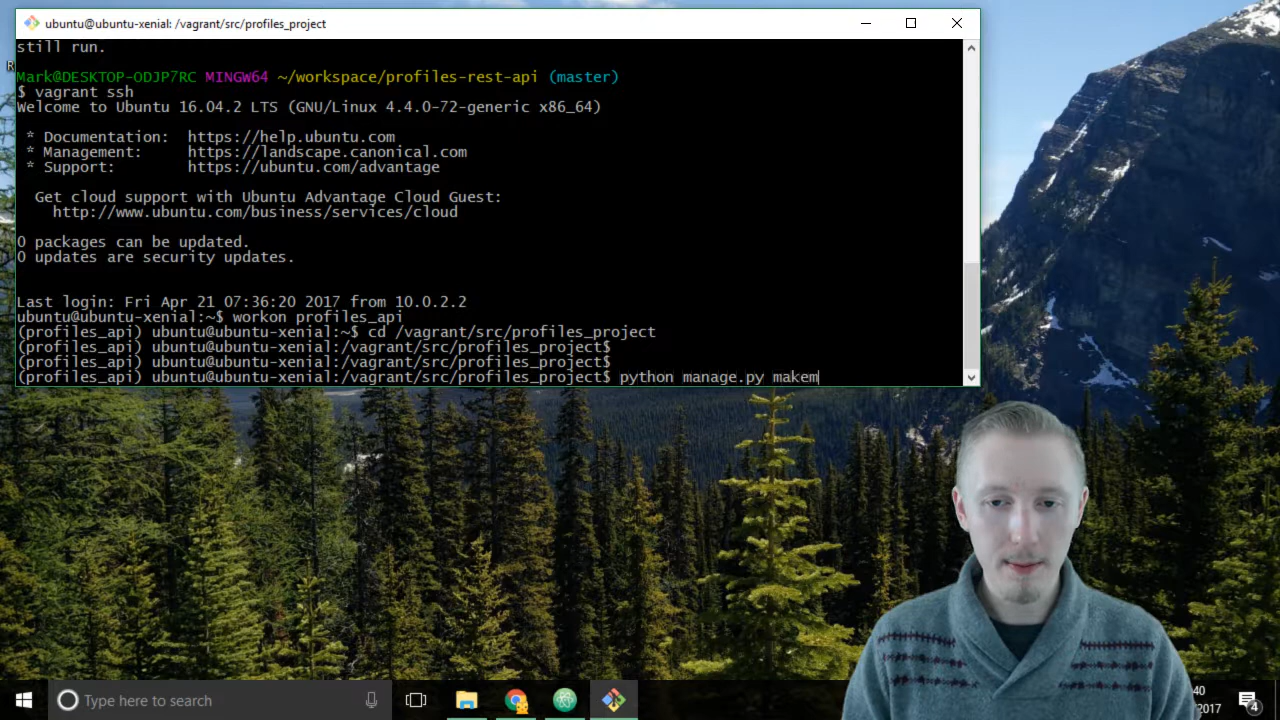 ubuntu@ubuntu-xenial: /vagrant/src/profiles_project
still run.
Mark@DESKTOP-ODJP7RC MINGW64 ~/workspace/profiles-rest-api (master)
$ vagrant ssh
Welcome to Ubuntu 16.04.2 LTS (GNU/Linux 4.4.0-72-generic x86_64)
* Documentation: https://help.ubuntu.com
* Management: https://landscape.canonical.com
* Support: https://ubuntu.com/advantage
Get cloud support with Ubuntu Advantage Cloud Guest:
http://www.ubuntu.com/business/services/cloud
0 packages can be updated.
0 updates are security updates.
Last login: Fri Apr 21 07:36:20 2017 from 10.0.2.2
ubuntu@ubuntu-xenial:~$ workon profiles_api
(profiles_api) ubuntu@ubuntu-xenial:~$ cd /vagrant/src/profiles_project
(profiles_api) ubuntu@ubuntu-xenial:/vagrant/src/profiles_project$
(profiles_api) ubuntu@ubuntu-xenial:/vagrant/src/profiles_project$
(profiles_api) ubuntu@ubuntu-xenial:/vagrant/src/profiles_project$ python manage.py makem
Type here to search
40
2017
4